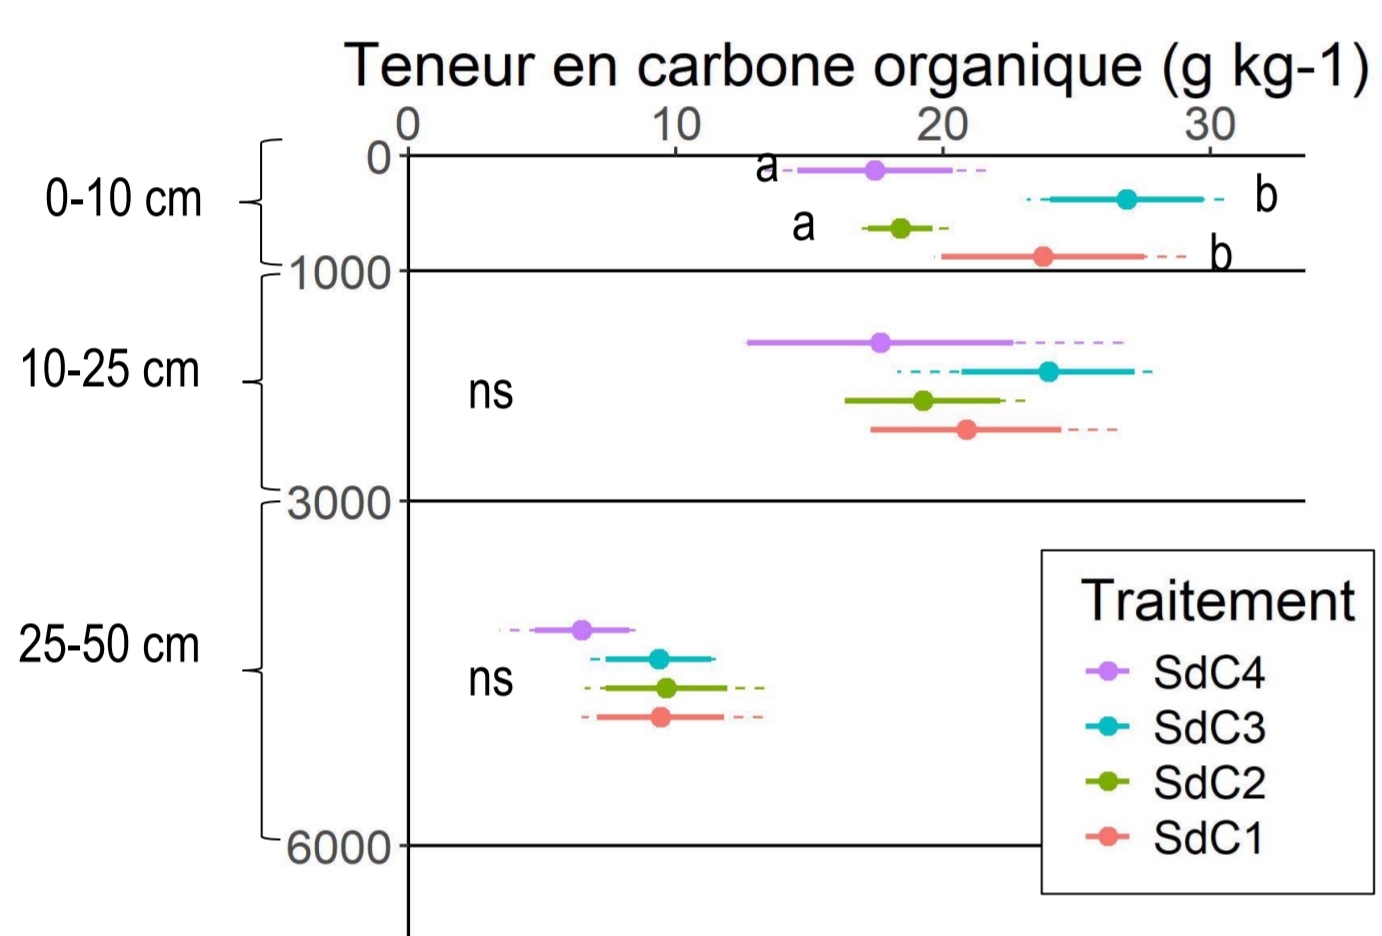 Teneur en carbone organique (g kg-1)
0 10 20 30
0
a
0-10 cm
b
a
b
1000
10-25 cm
ns
3000
25-50 cm
ns
6000
Traitement
SdC4
SdC3
SdC2
SdC1